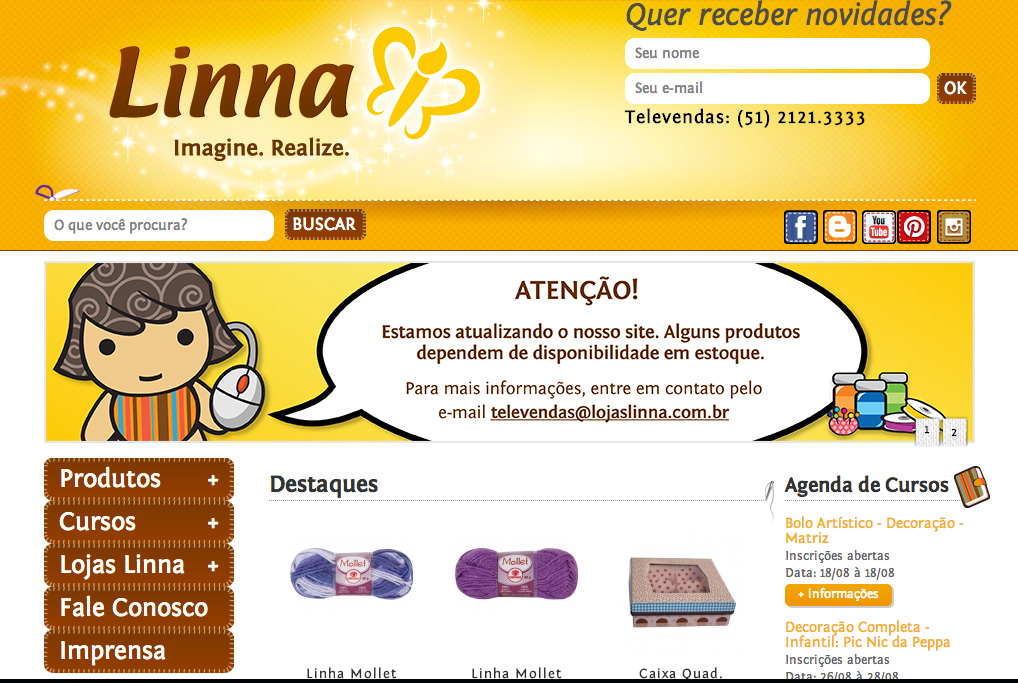 Quer receber novidades?
Linna
Imagine. Realize.
Seu nome
Seu e-mail
OK
Televendas: (51) 2121.3333
O que você procura?
BUSCAR
You
Tube
ATENÇÃO!
Estamos atualizando o nosso site. Alguns produtos
dependem de disponibilidade em estoque.
Para mais informações, entre em contato pelo
e-mail televendas@lojaslinna.com.br
1
2
Produtos +
Cursos +
Lojas Linna +
Fale Conosco
Imprensa
Destaques
Mollet
Mollet
Linha Mollet
Linha Mollet
Caixa Quad.
Agenda de Cursos
Bolo Artístico - Decoração -
Matriz
Inscrições abertas
Data: 18/08 à 18/08
+ informações
Decoração Completa -
Infantil: Pic Nic da Peppa
Inscrições abertas
Data: 26/08 à 28/08